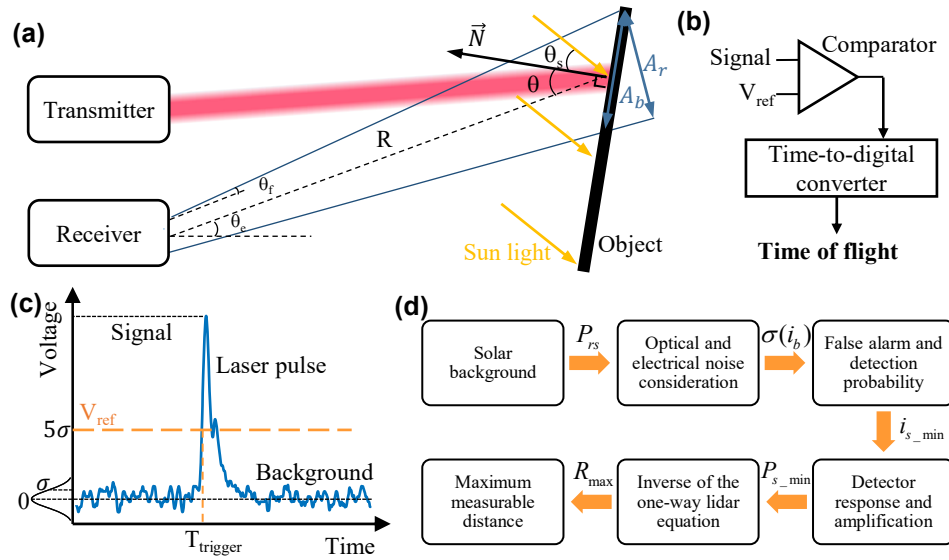 (a)
N
θs
θ
Ar
Ab
Transmitter
R
θf
θe
Receiver
Sun light
Object
(b)
Signal
Comparator
Vref
Time-to-digital
converter
Time of flight
(c)
Voltage
Signal
Laser pulse
Vref
5σ
Background
σ
0
Ttrigger
Time
(d)
Solar
background
Prs
Optical and
electrical noise
consideration
σ(ib)
False alarm and
detection
probability
is_min
Detector
response and
amplification
Ps_min
Inverse of the
one-way lidar
equation
Rmax
Maximum
measurable
distance